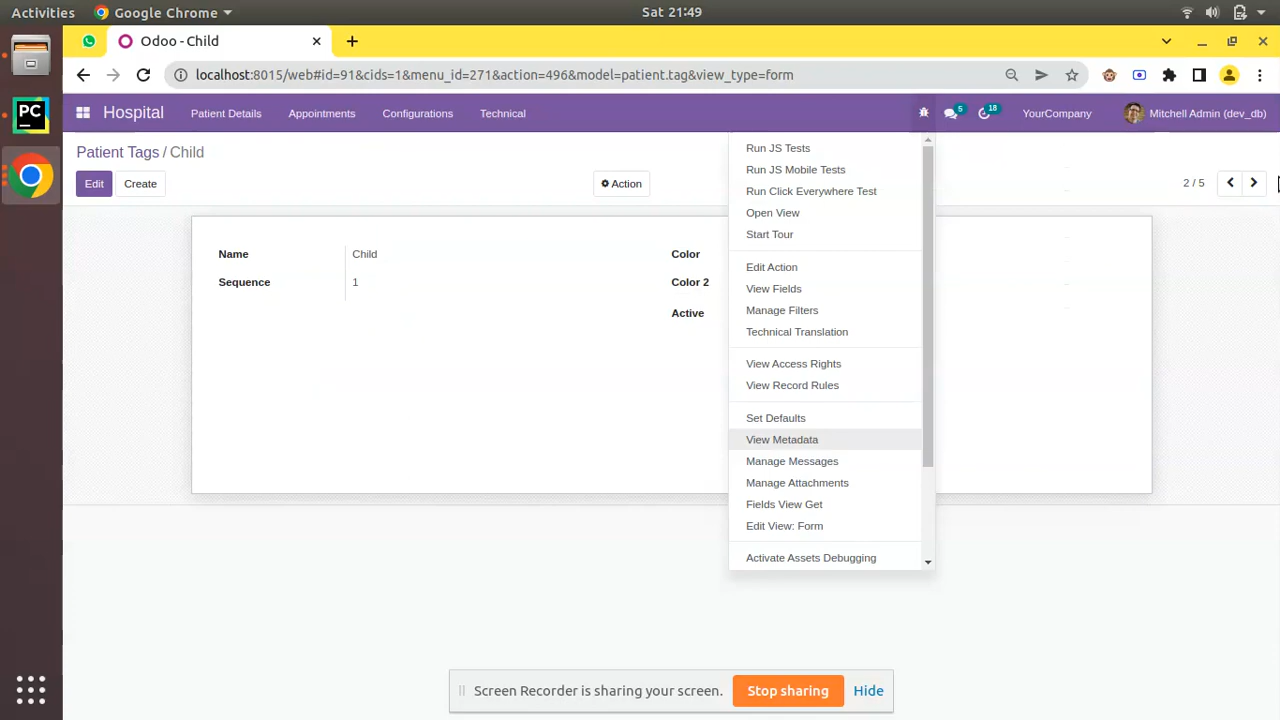 Activities
Google Chrome
Sat 21:49
Odoo - Child
localhost:8015/web#id=91&cids=1&menu_id=271&action=496&model=patient.tag&view_type=form
PC
Hospital
Patient Details
Appointments
Configurations
Technical
5
18
YourCompany
Mitchell Admin (dev_db)
Patient Tags / Child
Edit
Create
Action
2 / 5
Name
Child
Sequence
1
Color
Color 2
Active
Run JS Tests
Run JS Mobile Tests
Run Click Everywhere Test
Open View
Start Tour
Edit Action
View Fields
Manage Filters
Technical Translation
View Access Rights
View Record Rules
Set Defaults
View Metadata
Manage Messages
Manage Attachments
Fields View Get
Edit View: Form
Activate Assets Debugging
Screen Recorder is sharing your screen.
Stop sharing
Hide